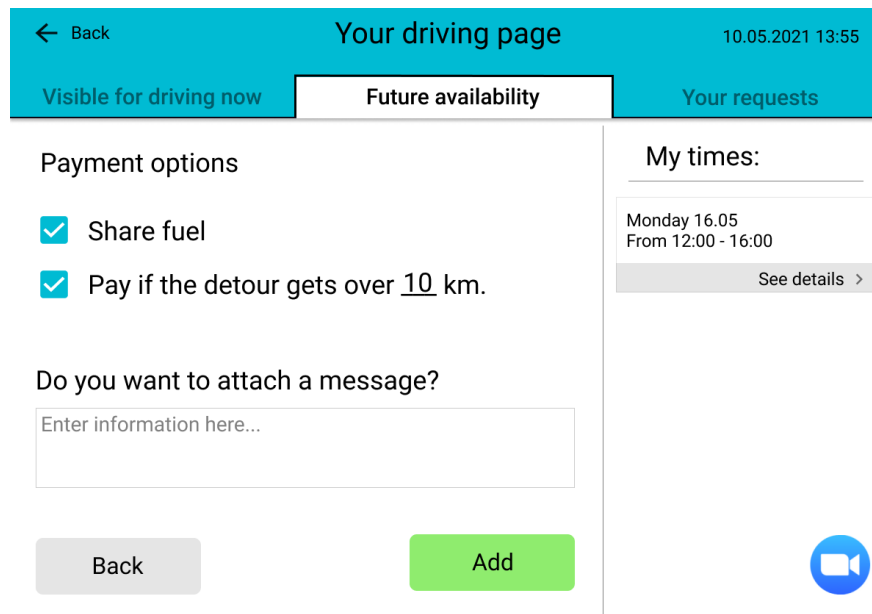 Back
Your driving page
10.05.2021 13:55
Visible for driving now
Future availability
Your requests
Payment options
Share fuel
Pay if the detour gets over 10 km.
Do you want to attach a message?
Enter information here...
Back
Add
My times:
Monday 16.05
From 12:00 - 16:00
See details